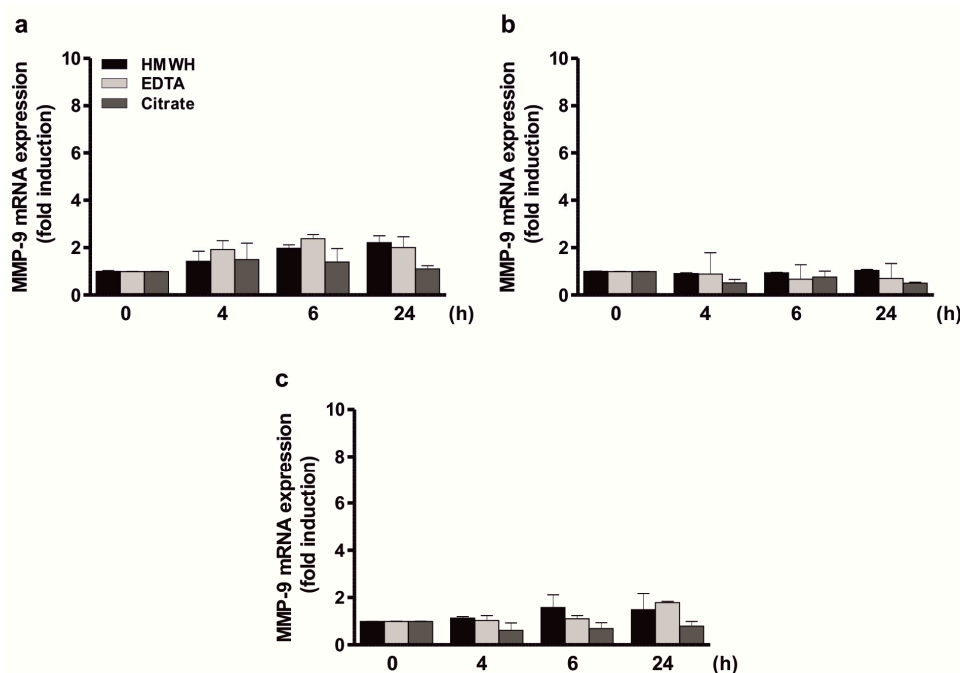 a
MMP-9 mRNA expression
(fold induction)
10
8
6
4
2
0
HMWH
EDTA
Citrate
0 4 6 24 (h)
b
MMP-9 mRNA expression
(fold induction)
10
8
6
4
2
0
0 4 6 24 (h)
c
MMP-9 mRNA expression
(fold induction)
10
8
6
4
2
0
0 4 6 24 (h)